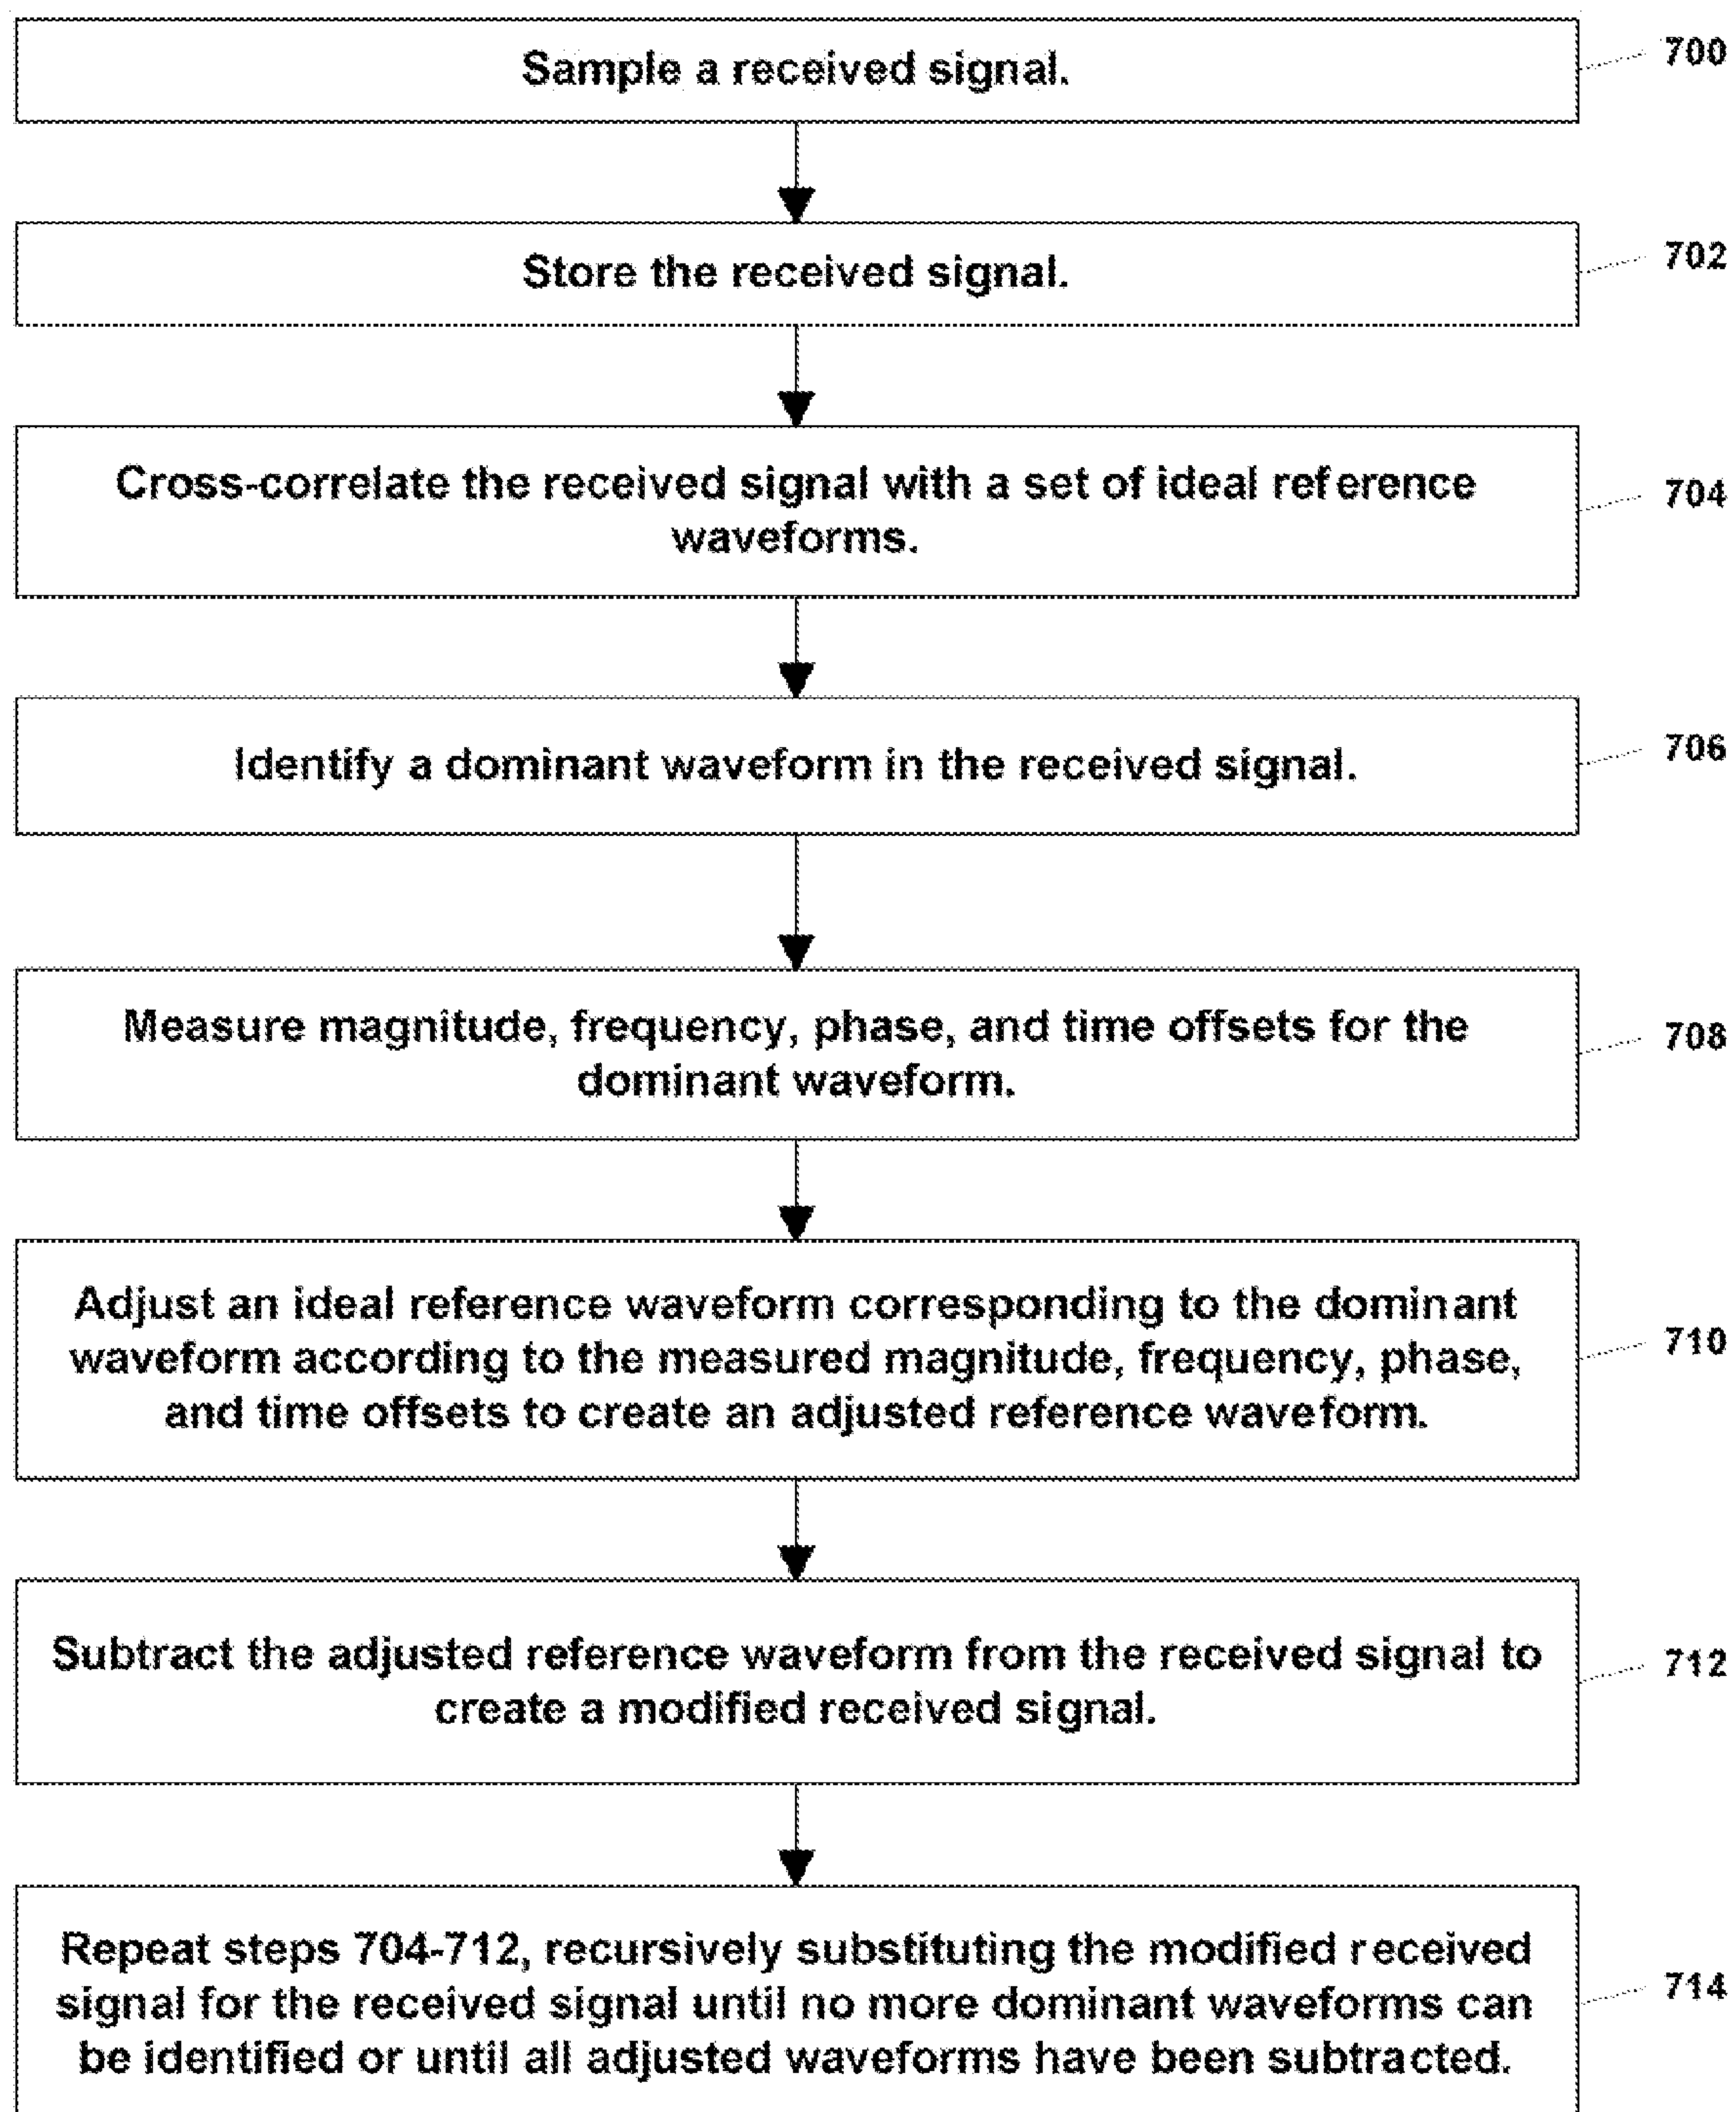 Sample a received signal.
700
Store the received signal.
702
Cross-correlate the received signal with a set of ideal reference
waveforms.
704
Identify a dominant waveform in the received signal.
706
Measure magnitude, frequency, phase, and time offsets for the
dominant waveform.
708
Adjust an ideal reference waveform corresponding to the dominant
waveform according to the measured magnitude, frequency, phase,
and time offsets to create an adjusted reference waveform.
710
Subtract the adjusted reference waveform from the received signal to
create a modified received signal.
712
Repeat steps 704-712, recursively substituting the modified received
signal for the received signal until no more dominant waveforms can
be identified or until all adjusted waveforms have been subtracted.
714